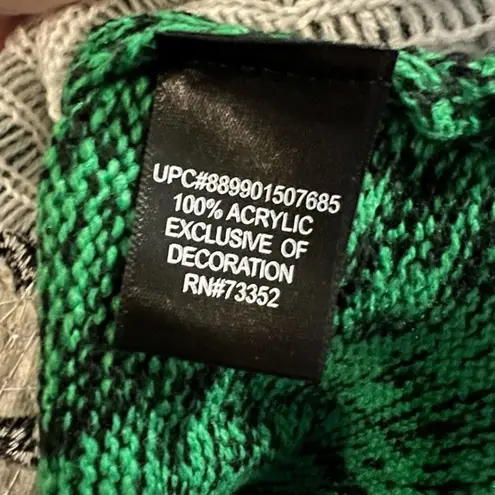 UPC#889901507685
100% ACRYLIC
EXCLUSIVE OF
DECORATION
RN#73352